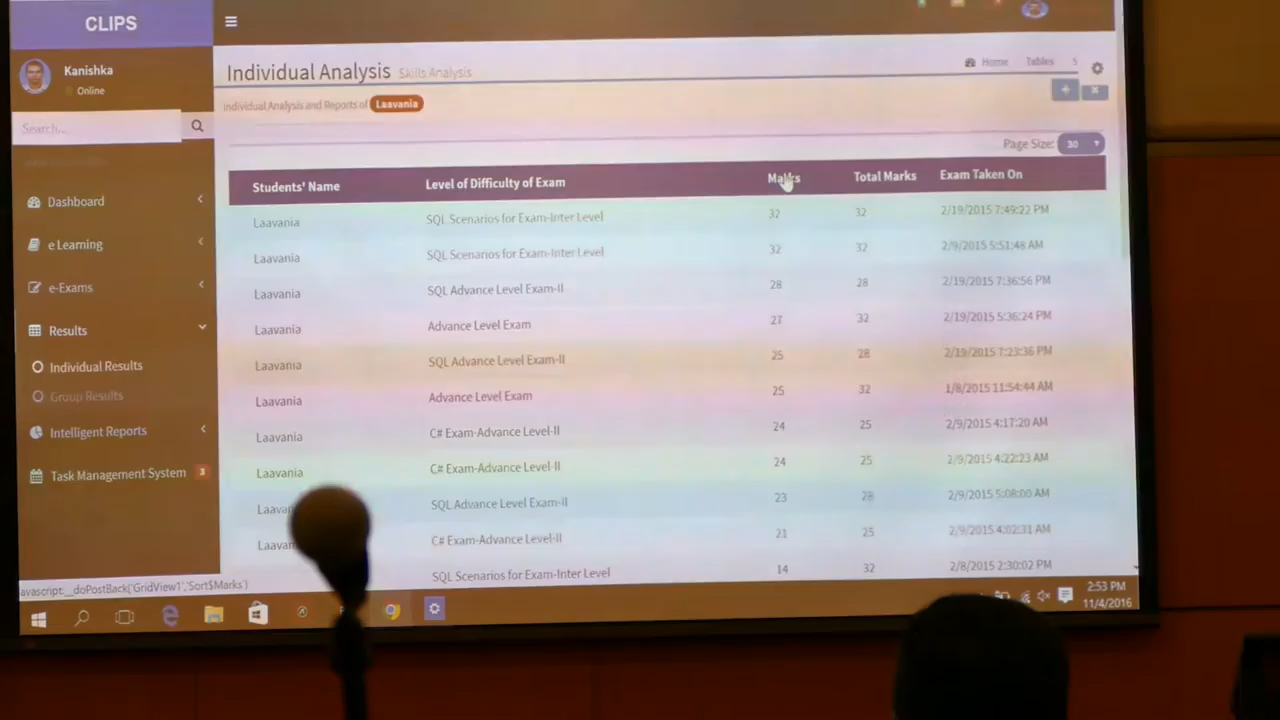 CLIPS
Kanishka
Online
Search...
Dashboard
e Learning
e-Exams
Results
Individual Results
Group Results
Intelligent Reports
Task Management System 3
Individual Analysis Skills Analysis
Home Tables
Individual Analysis and Reports of Laavania
Page Size: 30
Students' Name Level of Difficulty of Exam Marks Total Marks Exam Taken On
Laavania SQL Scenarios for Exam-Inter Level 32 32 2/19/2015 7:49:22 PM
Laavania SQL Scenarios for Exam-Inter Level 32 32 2/9/2015 5:51:48 AM
Laavania SQL Advance Level Exam-II 28 28 2/19/2015 7:36:56 PM
Laavania Advance Level Exam 27 32 2/19/2015 5:36:24 PM
Laavania SQL Advance Level Exam-II 25 28 2/19/2015 7:23:36 PM
Laavania Advance Level Exam 25 32 1/8/2015 11:54:44 AM
Laavania C# Exam-Advance Level-II 24 25 2/9/2015 4:17:20 AM
Laavania C# Exam-Advance Level-II 24 25 2/9/2015 4:22:23 AM
Laavan SQL Advance Level Exam-II 23 28 2/9/2015 5:08:00 AM
Laavan C# Exam-Advance Level-II 21 25 2/9/2015 4:02:31 AM
SQL Scenarios for Exam-Inter Level 14 32 2/8/2015 2:30:02 PM
avascript:__doPostBack('GridView1','Sort$Marks')
2:53 PM
11/4/2016